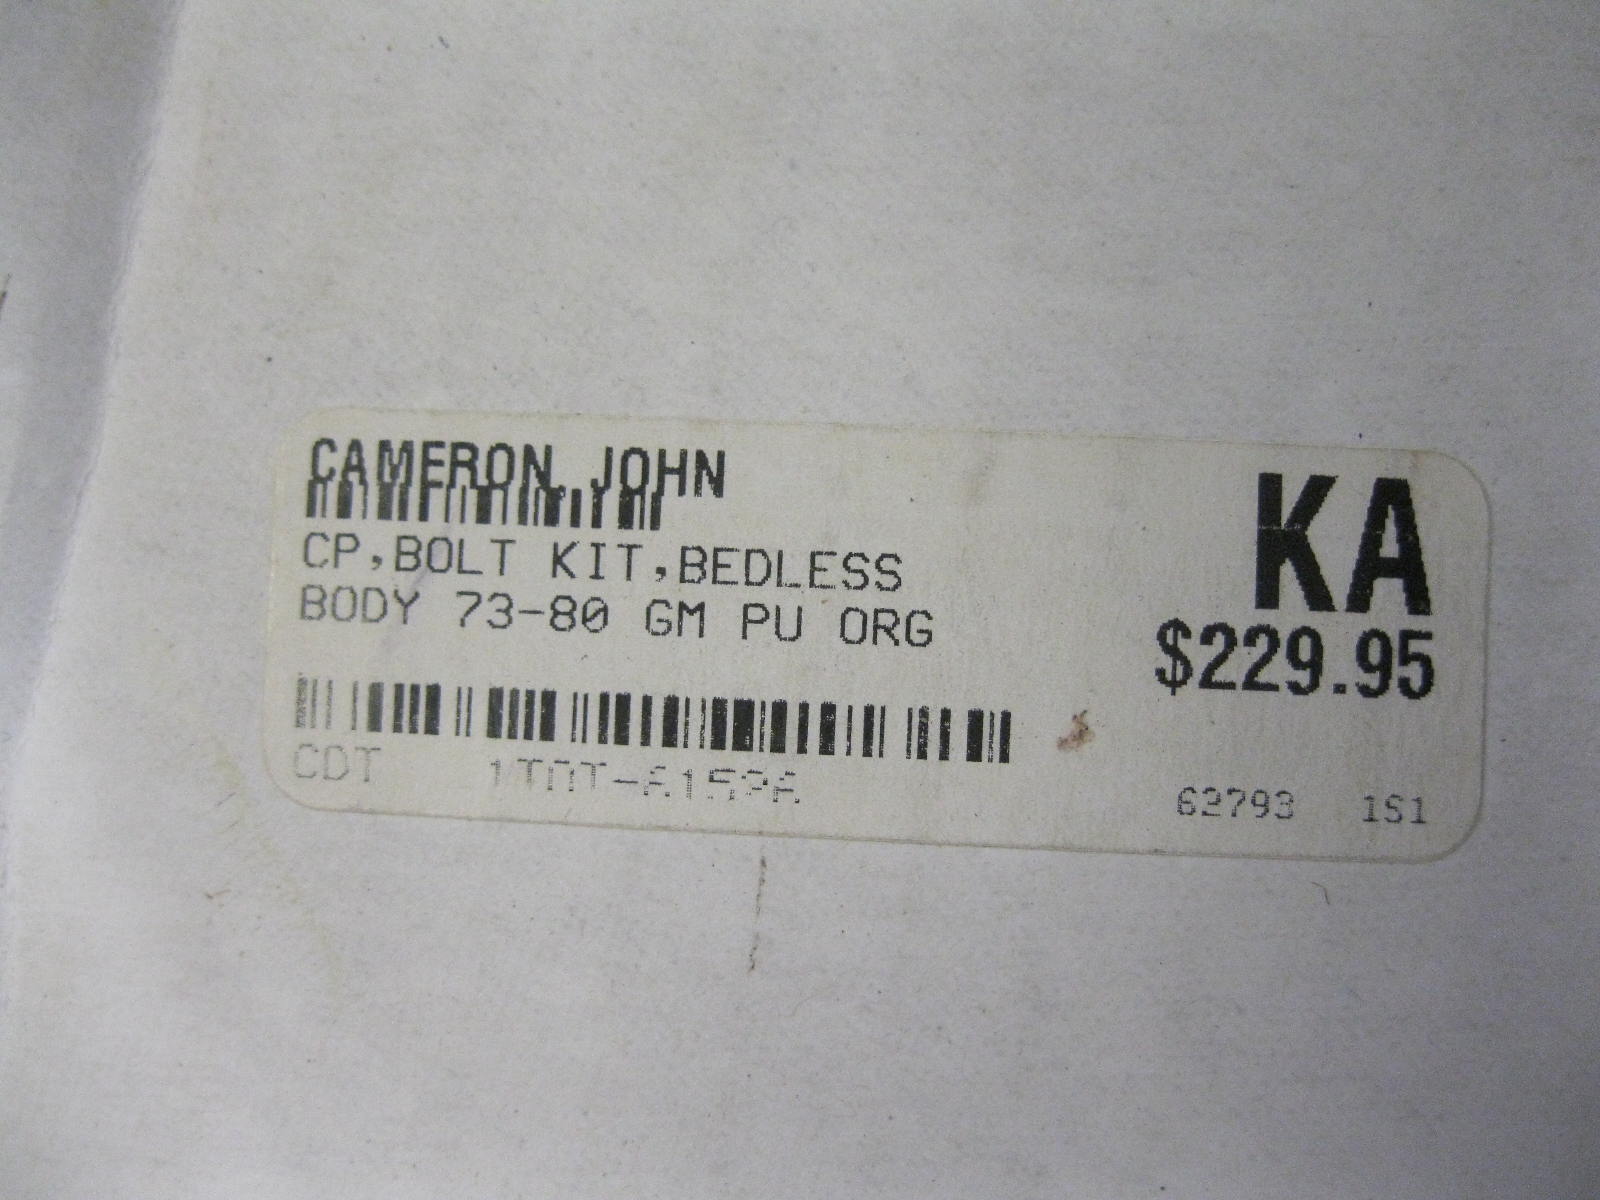 CAMERON, JOHN
KA
CP,BOLT KIT,BEDLESS
BODY 73-80 GM PU ORG
$229.95
CDT
62793 1S1